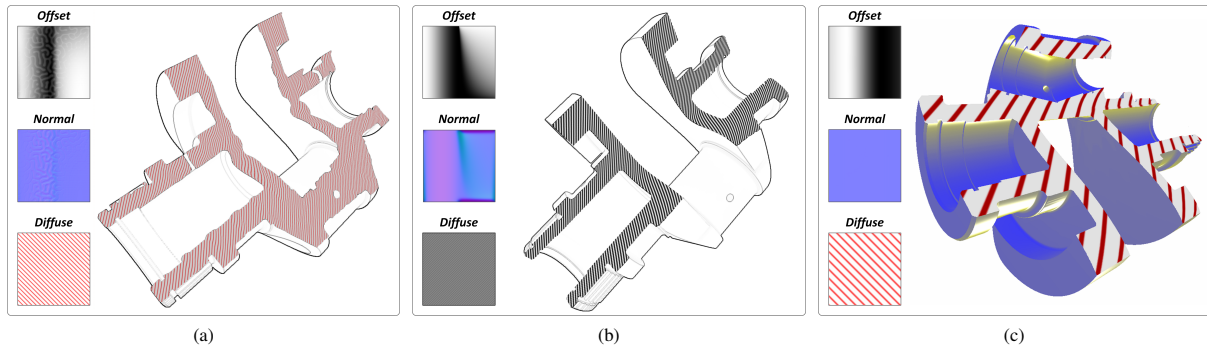 Offset
Normal
Diffuse
(a)
Offset
Normal
Diffuse
(b)
Offset
Normal
Diffuse
(c)